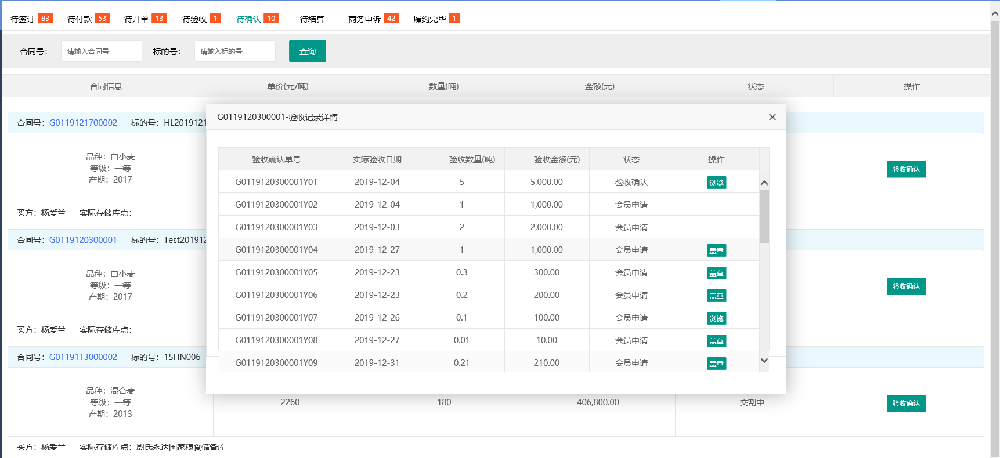 待签订 83 待付款 53 待开单 13 待验收 1 待确认 10 待结算 商务申诉 42 履约完毕 1
合同号： 请输入合同号 标的号： 请输入标的号 查询
合同信息 单价(元/吨) 数量(吨) 金额(元) 状态 操作
合同号：G0119121700002 标的号：HL2019121
品种：白小麦
等级：一等
产期：2017
验收确认
买方：杨爱兰 实际存储库点：--
合同号：G0119120300001 标的号：Test201912
品种：白小麦
等级：一等
产期：2017
验收确认
买方：杨爱兰 实际存储库点：--
合同号：G0119113000002 标的号：15HN006
品种：混合麦
等级：一等
产期：2013
2260 180 406,800.00 交割中 验收确认
买方：杨爱兰 实际存储库点：尉氏永达国家粮食储备库
G0119120300001-验收记录详情
验收确认单号 实际验收日期 验收数量(吨) 验收金额(元) 状态 操作
G0119120300001Y01 2019-12-04 5 5,000.00 验收确认 浏览
G0119120300001Y02 2019-12-04 1 1,000.00 会员申请
G0119120300001Y03 2019-12-03 2 2,000.00 会员申请
G0119120300001Y04 2019-12-27 1 1,000.00 会员申请 盖章
G0119120300001Y05 2019-12-23 0.3 300.00 会员申请 盖章
G0119120300001Y06 2019-12-23 0.2 200.00 会员申请 盖章
G0119120300001Y07 2019-12-26 0.1 100.00 会员申请 浏览
G0119120300001Y08 2019-12-27 0.01 10.00 会员申请 盖章
G0119120300001Y09 2019-12-31 0.21 210.00 会员申请 盖章